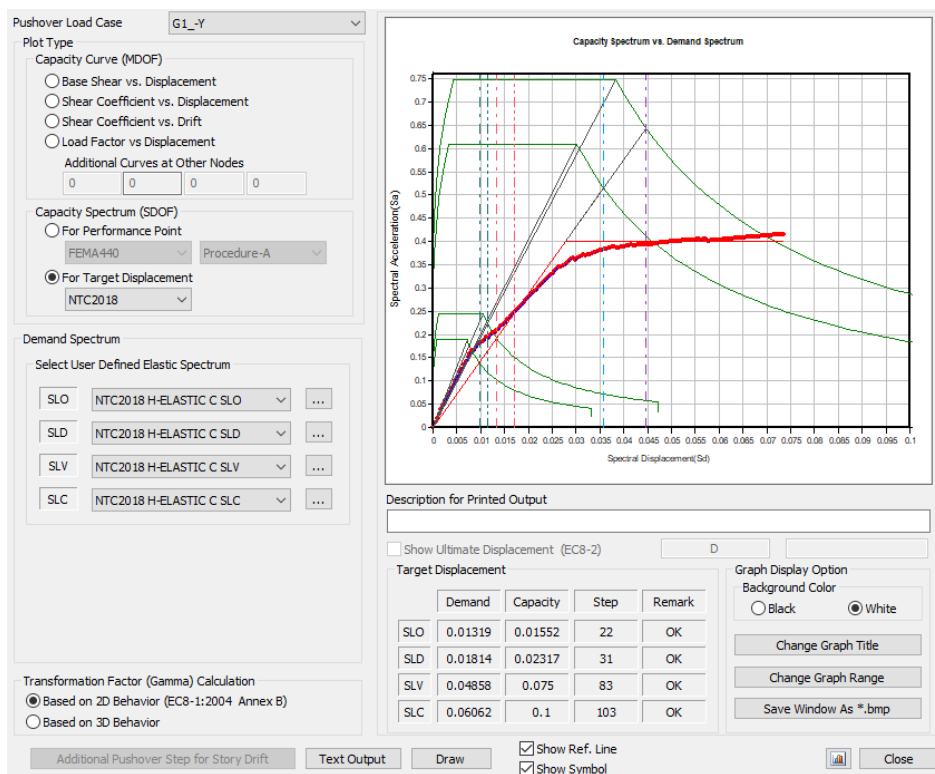 Pushover Load Case
G1_-Y
Plot Type
Capacity Curve (MDOF)
Base Shear vs. Displacement
Shear Coefficient vs. Displacement
Shear Coefficient vs. Drift
Load Factor vs Displacement
Additional Curves at Other Nodes
0 0 0 0
Capacity Spectrum (SDOF)
For Performance Point
FEMA440 Procedure-A
For Target Displacement
NTC2018
Demand Spectrum
Select User Defined Elastic Spectrum
SLO NTC2018 H-ELASTIC C SLO ...
SLD NTC2018 H-ELASTIC C SLD ...
SLV NTC2018 H-ELASTIC C SLV ...
SLC NTC2018 H-ELASTIC C SLC ...
Transformation Factor (Gamma) Calculation
Based on 2D Behavior (EC8-1:2004 Annex B)
Based on 3D Behavior
Capacity Spectrum vs. Demand Spectrum
Spectral Acceleration(Sa)
0.75
0.7
0.65
0.6
0.55
0.5
0.45
0.4
0.35
0.3
0.25
0.2
0.15
0.1
0.05
0
0 0.005 0.01 0.015 0.02 0.025 0.03 0.035 0.04 0.045 0.05 0.055 0.06 0.065 0.07 0.075 0.08 0.085 0.09 0.095 0.1
Spectral Displacement(Sd)
Description for Printed Output
Show Ultimate Displacement (EC8-2) D
Target Displacement
Demand Capacity Step Remark
SLO 0.01319 0.01552 22 OK
SLD 0.01814 0.02317 31 OK
SLV 0.04858 0.075 83 OK
SLC 0.06062 0.1 103 OK
Graph Display Option
Background Color
Black White
Change Graph Title
Change Graph Range
Save Window As *.bmp
Additional Pushover Step for Story Drift
Text Output
Draw
Show Ref. Line
Show Symbol
Close